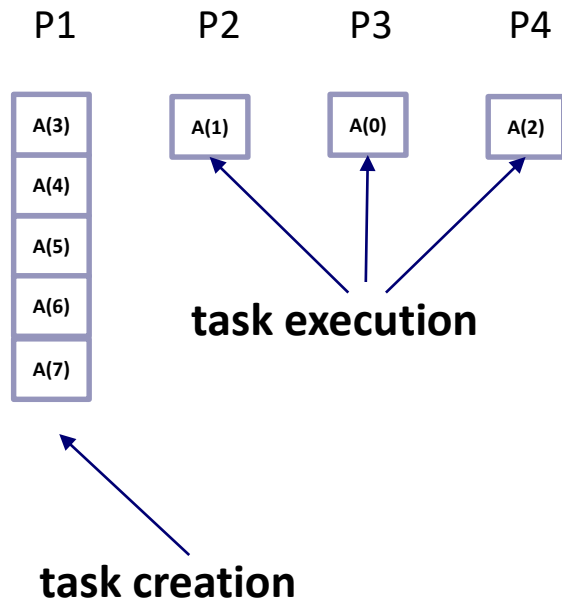 P1 P2 P3 P4
A(3) A(1) A(0) A(2)
A(4)
A(5)
A(6)
A(7)
task execution
task creation